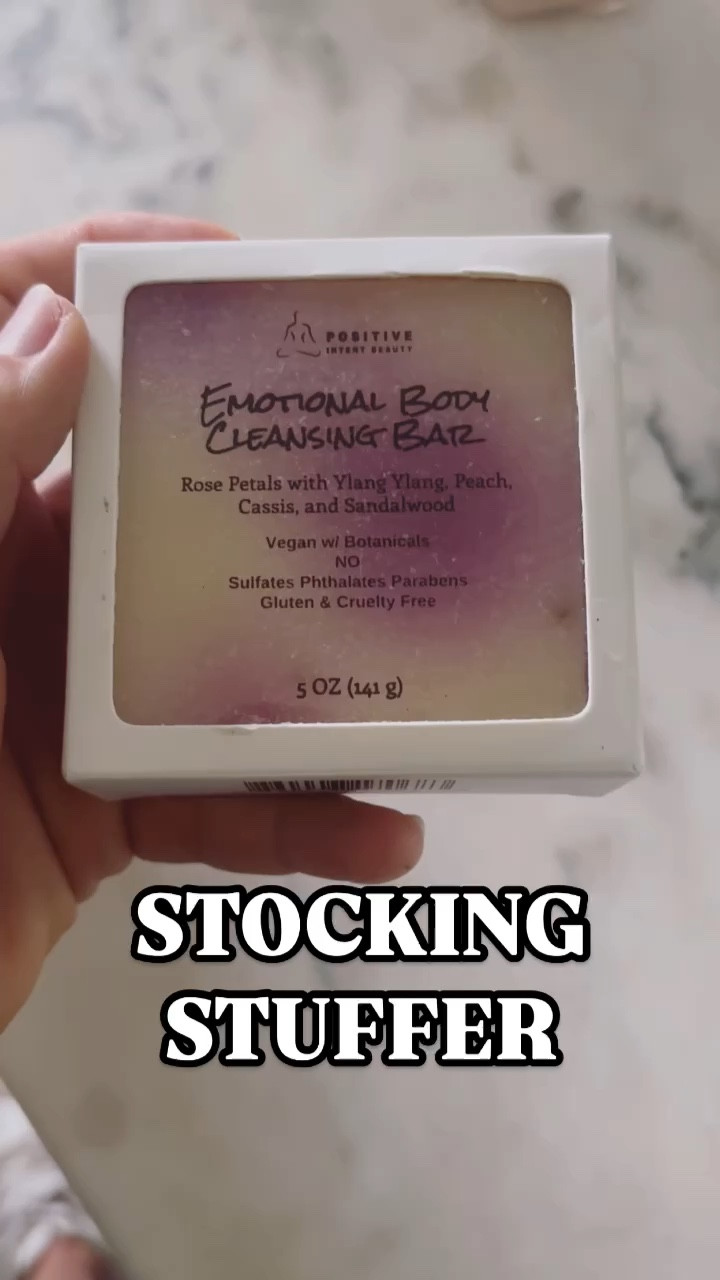 POSITIVE
INTENT BEAUTY
EMOTIONAL BODY
CLEANSING BAR
Rose Petals with Ylang Ylang, Peach,
Cassis, and Sandalwood
Vegan w/ Botanicals
NO
Sulfates Phthalates Parabens
Gluten & Cruelty Free
5 OZ (141 g)
STOCKING
STUFFER